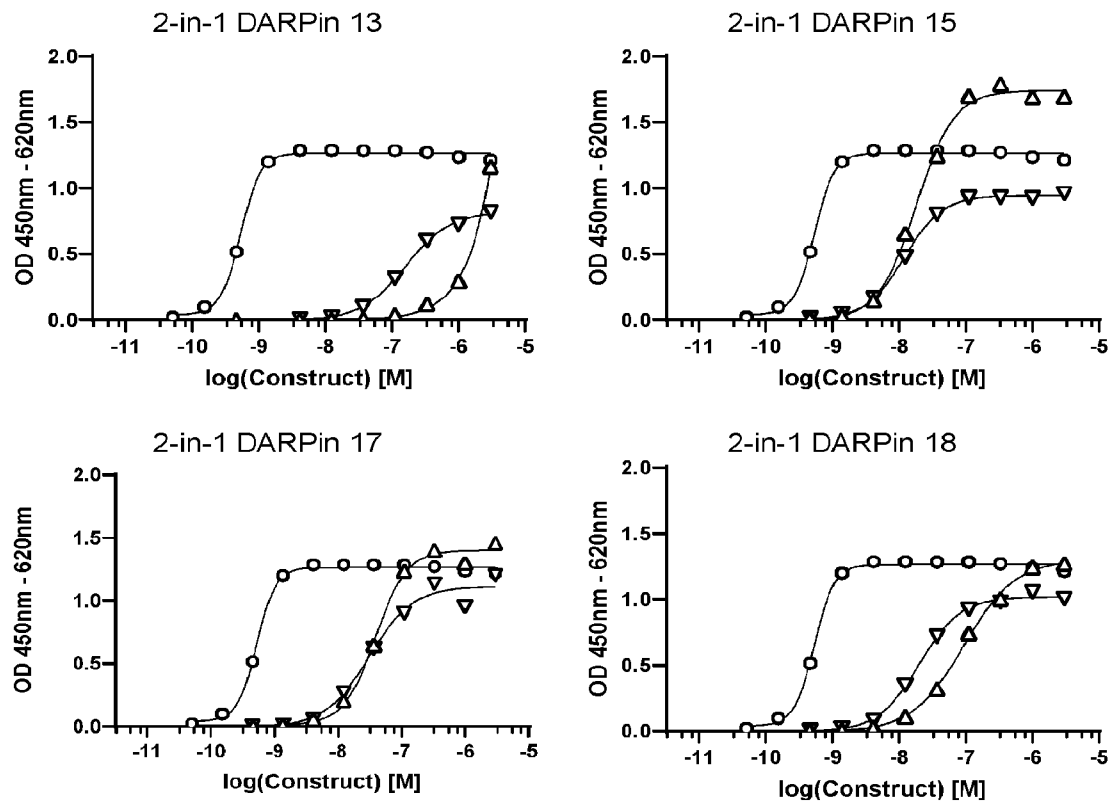 2-in-1 DARPin 13
2.0
1.5
1.0
0.5
0.0
OD 450nm - 620nm
-11 -10 -9 -8 -7 -6 -5
log(Construct) [M]
2-in-1 DARPin 15
2.0
1.5
1.0
0.5
0.0
OD 450nm - 620nm
-11 -10 -9 -8 -7 -6 -5
log(Construct) [M]
2-in-1 DARPin 17
2.0
1.5
1.0
0.5
0.0
OD 450nm - 620nm
-11 -10 -9 -8 -7 -6 -5
log(Construct) [M]
2-in-1 DARPin 18
2.0
1.5
1.0
0.5
0.0
OD 450nm - 620nm
-11 -10 -9 -8 -7 -6 -5
log(Construct) [M]